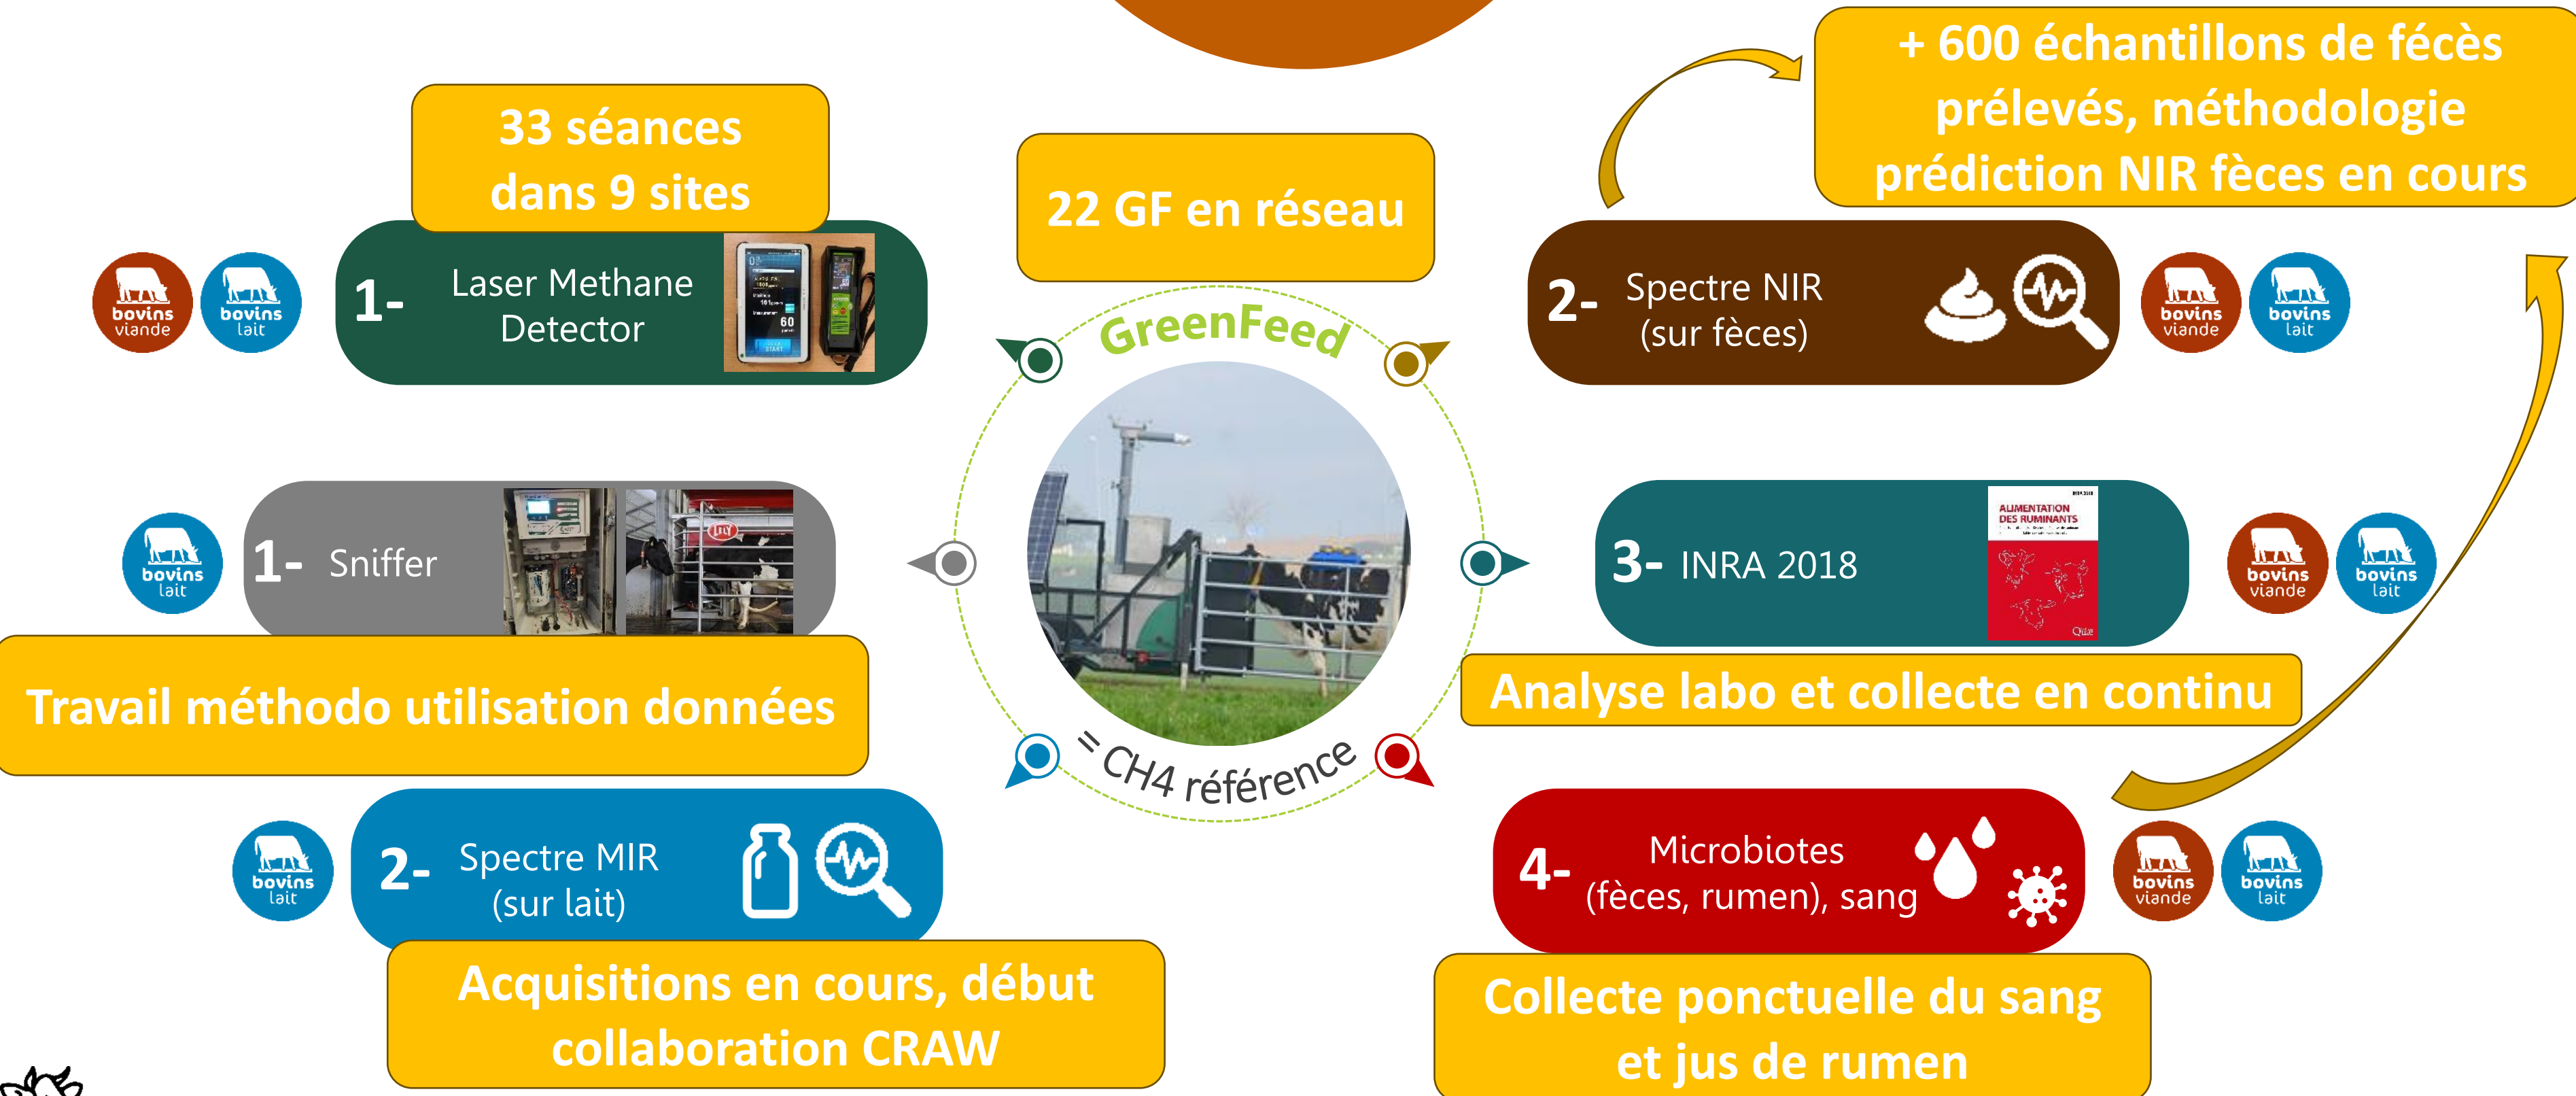 33 séances
dans 9 sites
bovins
viande
bovins
lait
1-
Laser Methane
Detector
60
22 GF en réseau
GreenFeed
= CH4 référence
+ 600 échantillons de fécès
prélevés, méthodologie
prédiction NIR fèces en cours
2-
Spectre NIR
(sur fèces)
bovins
viande
bovins
lait
bovins
lait
1-
Sniffer
Travail méthodo utilisation données
3-
INRA 2018
ALIMENTATION
DES RUMINANTS
Quæ
bovins
viande
bovins
lait
Analyse labo et collecte en continu
bovins
lait
2-
Spectre MIR
(sur lait)
Acquisitions en cours, début
collaboration CRAW
4-
Microbiotes
(fèces, rumen), sang
bovins
viande
bovins
lait
Collecte ponctuelle du sang
et jus de rumen